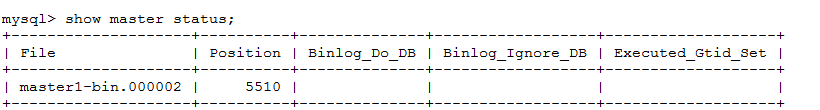 mysql> show master status;
+-------------------+----------+--------------+------------------+-------------------+
| File | Position | Binlog_Do_DB | Binlog_Ignore_DB | Executed_Gtid_Set |
+-------------------+----------+--------------+------------------+-------------------+
| master1-bin.000002 | 5510 | | | |
+-------------------+----------+--------------+------------------+-------------------+